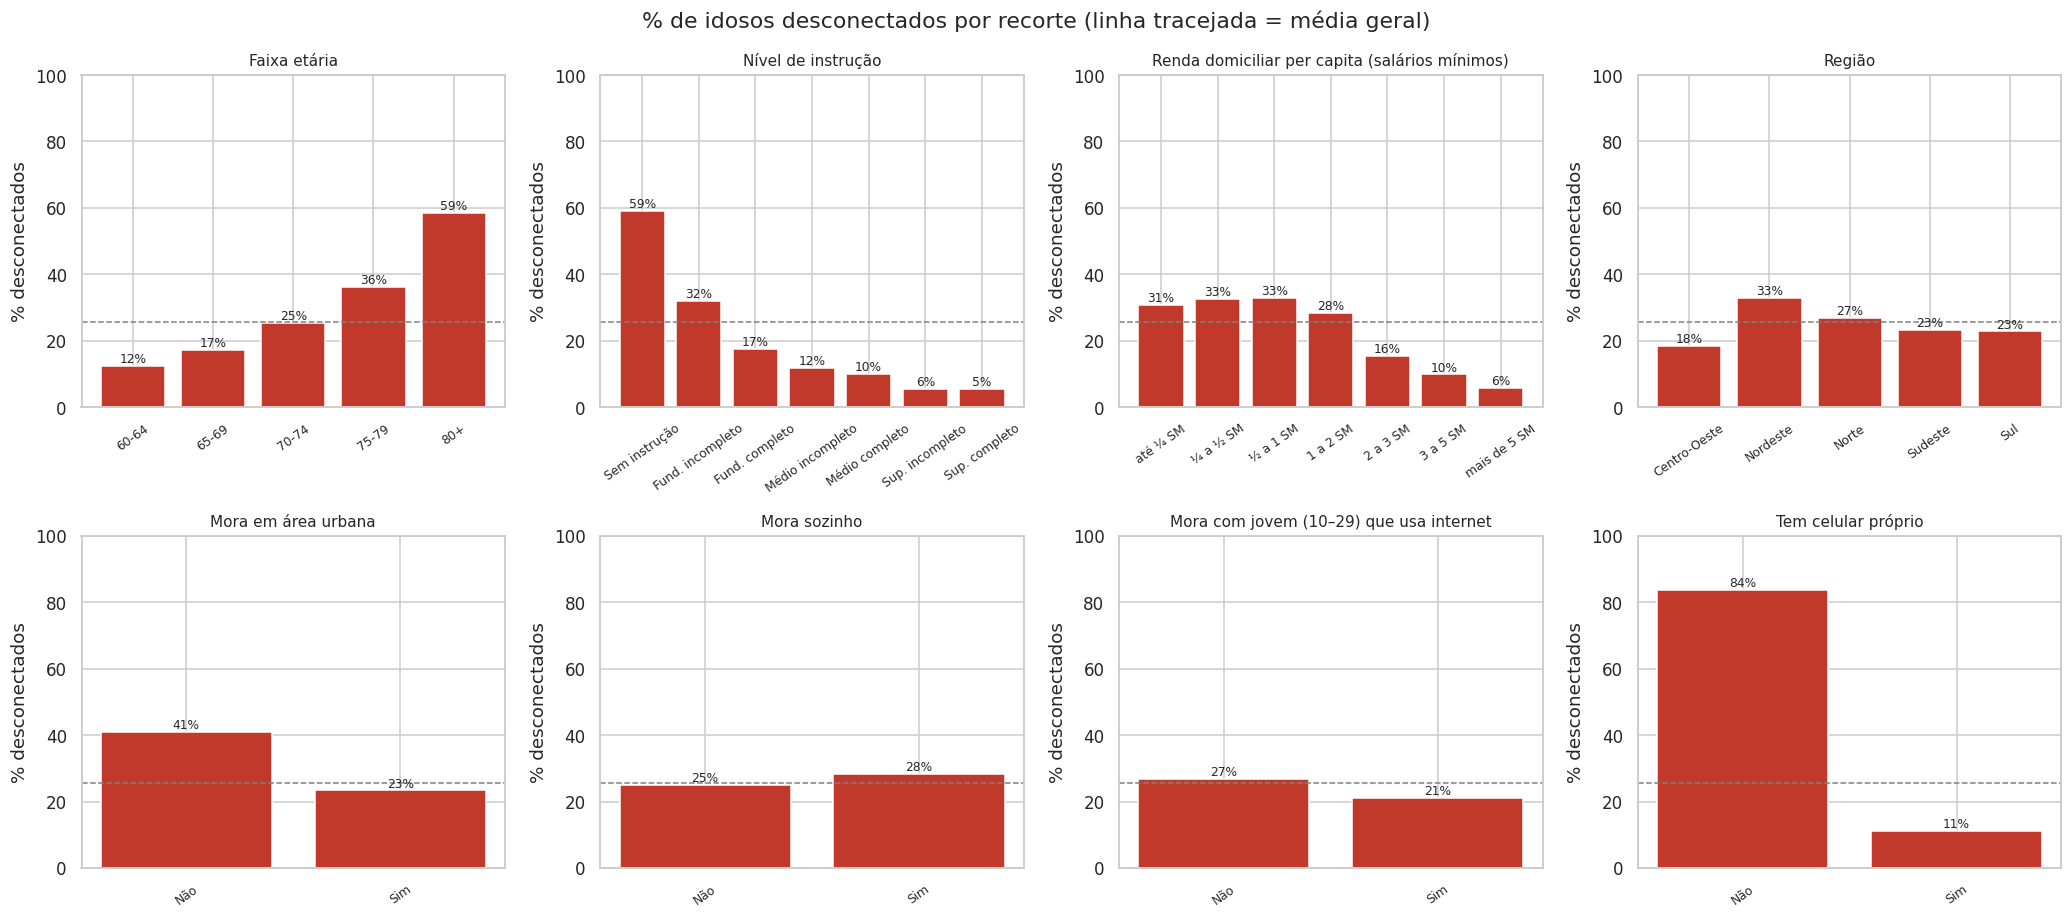 % de idosos desconectados por recorte (linha tracejada = média geral)
Faixa etária
% desconectados
100
80
60
40
20
0
12%
17%
25%
36%
59%
60-64
65-69
70-74
75-79
80+
Nível de instrução
% desconectados
100
80
60
40
20
0
59%
32%
17%
12%
10%
6%
5%
Sem instrução
Fund. incompleto
Fund. completo
Médio incompleto
Médio completo
Sup. incompleto
Sup. completo
Renda domiciliar per capita (salários mínimos)
% desconectados
100
80
60
40
20
0
31%
33%
33%
28%
16%
10%
6%
até ¼ SM
¼ a ½ SM
½ a 1 SM
1 a 2 SM
2 a 3 SM
3 a 5 SM
mais de 5 SM
Região
% desconectados
100
80
60
40
20
0
18%
33%
27%
23%
23%
Centro-Oeste
Nordeste
Norte
Sudeste
Sul
Mora em área urbana
% desconectados
100
80
60
40
20
0
41%
23%
Não
Sim
Mora sozinho
% desconectados
100
80
60
40
20
0
25%
28%
Não
Sim
Mora com jovem (10–29) que usa internet
% desconectados
100
80
60
40
20
0
27%
21%
Não
Sim
Tem celular próprio
% desconectados
100
80
60
40
20
0
84%
11%
Não
Sim